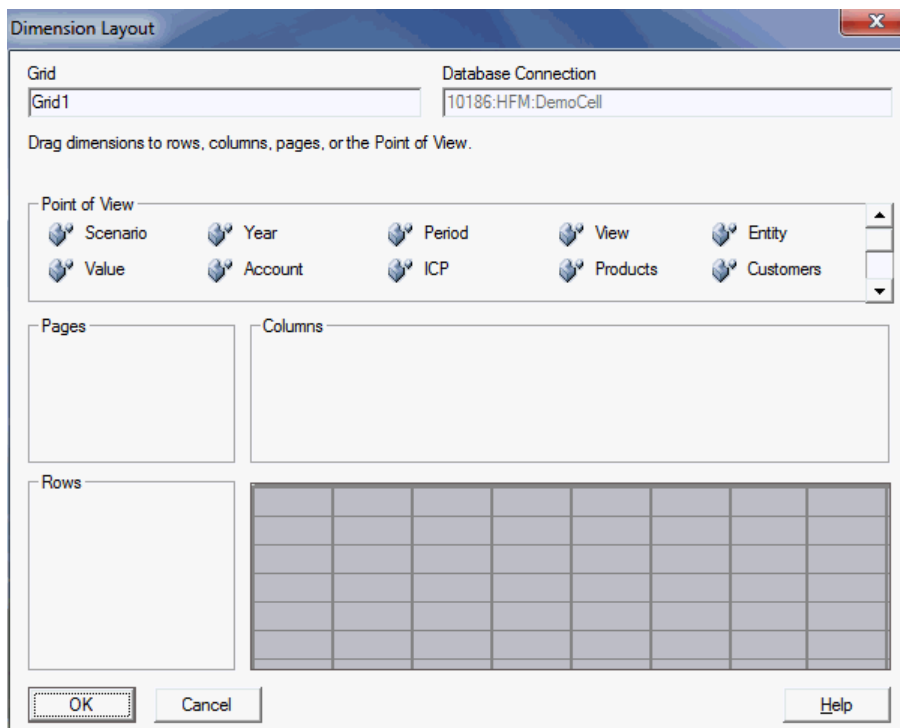 Dimension Layout
Grid Database Connection
Grid1 10186:HFM:DemoCell
Drag dimensions to rows, columns, pages, or the Point of View.
Point of View
Scenario Year Period View Entity
Value Account ICP Products Customers
Pages Columns
Rows
OK Cancel Help